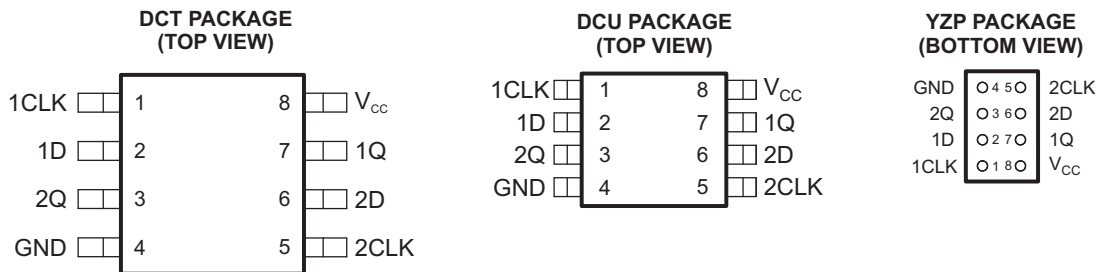 DCT PACKAGE
(TOP VIEW)
1CLK 1 8 VCC
1D 2 7 1Q
2Q 3 6 2D
GND 4 5 2CLK
DCU PACKAGE
(TOP VIEW)
1CLK 1 8 VCC
1D 2 7 1Q
2Q 3 6 2D
GND 4 5 2CLK
YZP PACKAGE
(BOTTOM VIEW)
GND 4 5 2CLK
2Q 3 6 2D
1D 2 7 1Q
1CLK 1 8 VCC